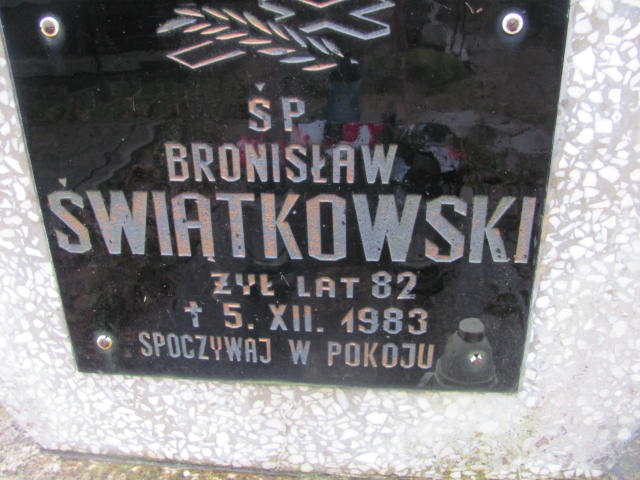 ŚP
BRONISŁAW
ŚWIĄTKOWSKI
ŻYŁ LAT 82
† 5. XII. 1983
SPOCZYWAJ W POKOJU